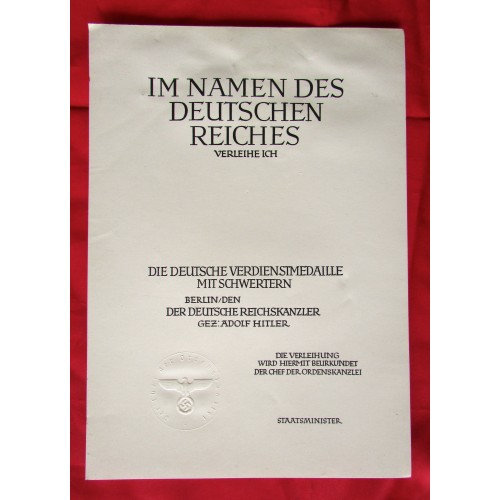 IM NAMEN DES
DEUTSCHEN
REICHES
VERLEIHE ICH
DIE DEUTSCHE VERDIENSTMEDAILLE
MIT SCHWERTERN
BERLIN/DEN
DER DEUTSCHE REICHSKANZLER
GEZ: ADOLF HITLER
DIE VERLEIHUNG
WIRD HIERMIT BEURKUNDET
DER CHEF DER ORDENSKANZLEI
STAATSMINISTER